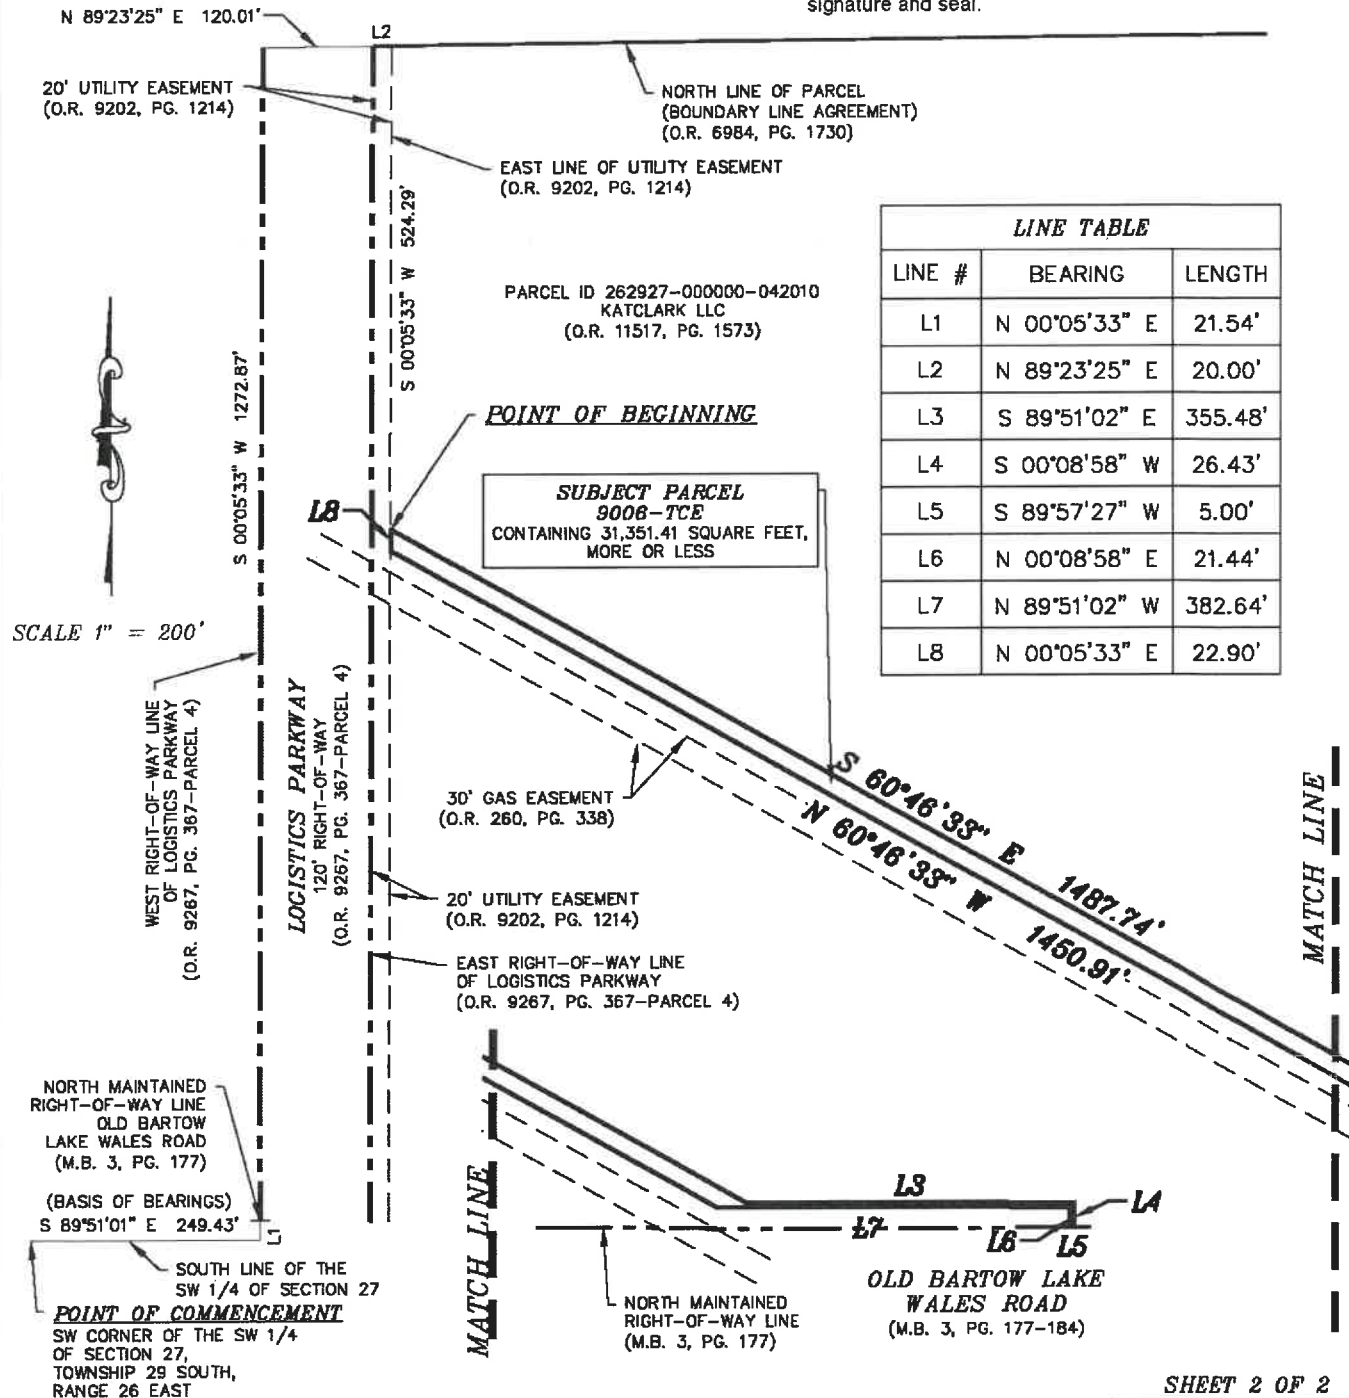 signature and seal.
N 89°23'25" E 120.01'
L2
20' UTILITY EASEMENT
(O.R. 9202, PG. 1214)
NORTH LINE OF PARCEL
(BOUNDARY LINE AGREEMENT)
(O.R. 6984, PG. 1730)
EAST LINE OF UTILITY EASEMENT
(O.R. 9202, PG. 1214)
S 00°05'33" W 524.29'
PARCEL ID 262927-000000-042010
KATCLARK LLC
(O.R. 11517, PG. 1573)
LINE TABLE
LINE # BEARING LENGTH
L1 N 00°05'33" E 21.54'
L2 N 89°23'25" E 20.00'
L3 S 89°51'02" E 355.48'
L4 S 00°08'58" W 26.43'
L5 S 89°57'27" W 5.00'
L6 N 00°08'58" E 21.44'
L7 N 89°51'02" W 382.64'
L8 N 00°05'33" E 22.90'
S 00°05'33" W 1272.87'
POINT OF BEGINNING
L8
SUBJECT PARCEL
9006-TCE
CONTAINING 31,351.41 SQUARE FEET,
MORE OR LESS
SCALE 1" = 200'
WEST RIGHT-OF-WAY LINE
OF LOGISTICS PARKWAY
(O.R. 9267, PG. 367-PARCEL 4)
LOGISTICS PARKWAY
120' RIGHT-OF-WAY
(O.R. 9267, PG. 367-PARCEL 4)
30' GAS EASEMENT
(O.R. 260, PG. 338)
S 60°46'33" E 1487.74'
N 60°46'33" W 1450.91'
MATCH LINE
20' UTILITY EASEMENT
(O.R. 9202, PG. 1214)
EAST RIGHT-OF-WAY LINE
OF LOGISTICS PARKWAY
(O.R. 9267, PG. 367-PARCEL 4)
NORTH MAINTAINED
RIGHT-OF-WAY LINE
OLD BARTOW
LAKE WALES ROAD
(M.B. 3, PG. 177)
(BASIS OF BEARINGS)
S 89°51'01" E 249.43'
L1
SOUTH LINE OF THE
SW 1/4 OF SECTION 27
POINT OF COMMENCEMENT
SW CORNER OF THE SW 1/4
OF SECTION 27,
TOWNSHIP 29 SOUTH,
RANGE 26 EAST
MATCH LINE
L3
L4
L7
L6
L5
OLD BARTOW LAKE
WALES ROAD
(M.B. 3, PG. 177-184)
NORTH MAINTAINED
RIGHT-OF-WAY LINE
(M.B. 3, PG. 177)
SHEET 2 OF 2